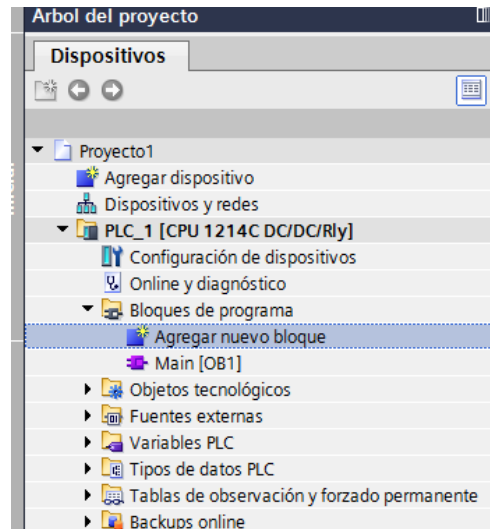 Árbol del proyecto
Dispositivos
Proyecto1
Agregar dispositivo
Dispositivos y redes
PLC_1 [CPU 1214C DC/DC/Rly]
Configuración de dispositivos
Online y diagnóstico
Bloques de programa
Agregar nuevo bloque
Main [OB1]
Objetos tecnológicos
Fuentes externas
Variables PLC
Tipos de datos PLC
Tablas de observación y forzado permanente
Backups online